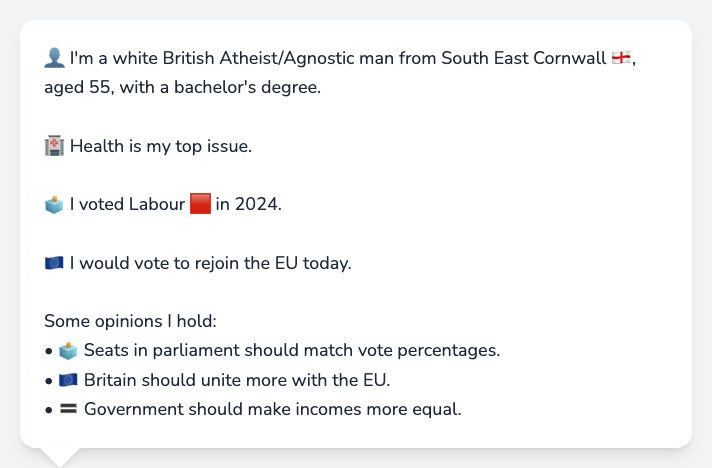 👤 I'm a white British Atheist/Agnostic man from South East Cornwall 🏴󠁧󠁢󠁥󠁮󠁧󠁿,
aged 55, with a bachelor's degree.
🏥 Health is my top issue.
🗳️ I voted Labour 🟥 in 2024.
🇪🇺 I would vote to rejoin the EU today.
Some opinions I hold:
• 🗳️ Seats in parliament should match vote percentages.
• 🇪🇺 Britain should unite more with the EU.
• 🟰 Government should make incomes more equal.